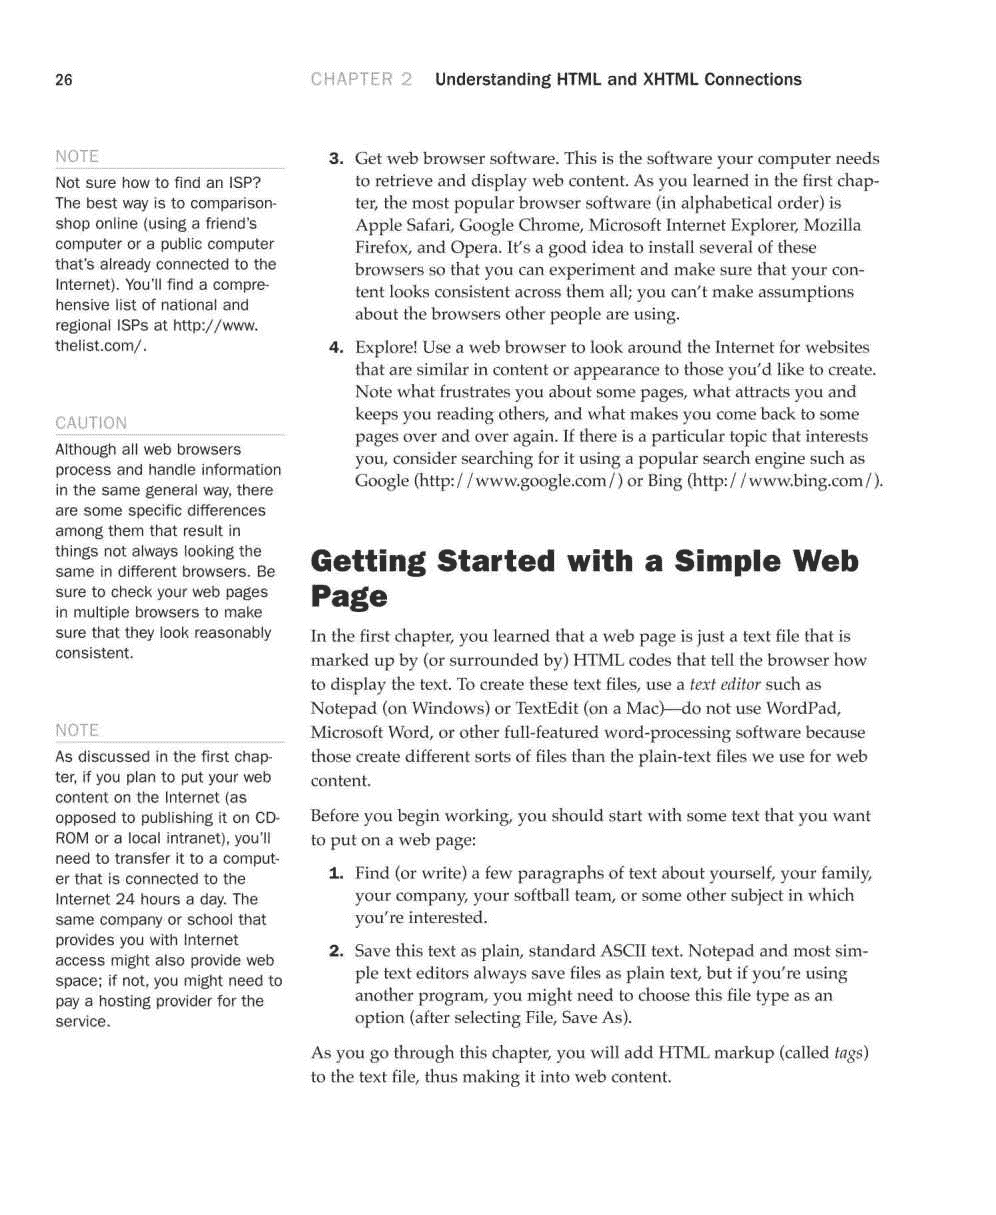 26
CHAPTER 2 Understanding HTML and XHTML Connections
NOTE
Not sure how to find an ISP?
The best way is to comparison-
shop online (using a friend's
computer or a public computer
that's already connected to the
Internet). You'll find a compre-
hensive list of national and
regional ISPs at http://www.
thelist.com/.
CAUTION
Although all web browsers
process and handle information
in the same general way, there
are some specific differences
among them that result in
things not always looking the
same in different browsers. Be
sure to check your web pages
in multiple browsers to make
sure that they look reasonably
consistent.
NOTE
As discussed in the first chap-
ter, if you plan to put your web
content on the Internet (as
opposed to publishing it on CD-
ROM or a local intranet), you'll
need to transfer it to a comput-
er that is connected to the
Internet 24 hours a day. The
same company or school that
provides you with Internet
access might also provide web
space; if not, you might need to
pay a hosting provider for the
service.
3. Get web browser software. This is the software your computer needs
to retrieve and display web content. As you learned in the first chap-
ter, the most popular browser software (in alphabetical order) is
Apple Safari, Google Chrome, Microsoft Internet Explorer, Mozilla
Firefox, and Opera. It's a good idea to install several of these
browsers so that you can experiment and make sure that your con-
tent looks consistent across them all; you can't make assumptions
about the browsers other people are using.
4. Explore! Use a web browser to look around the Internet for websites
that are similar in content or appearance to those you'd like to create.
Note what frustrates you about some pages, what attracts you and
keeps you reading others, and what makes you come back to some
pages over and over again. If there is a particular topic that interests
you, consider searching for it using a popular search engine such as
Google (http://www.google.com/) or Bing (http://www.bing.com/).
Getting Started with a Simple Web
Page
In the first chapter, you learned that a web page is just a text file that is
marked up by (or surrounded by) HTML codes that tell the browser how
to display the text. To create these text files, use a text editor such as
Notepad (on Windows) or TextEdit (on a Mac)—do not use WordPad,
Microsoft Word, or other full-featured word-processing software because
those create different sorts of files than the plain-text files we use for web
content.
Before you begin working, you should start with some text that you want
to put on a web page:
1. Find (or write) a few paragraphs of text about yourself, your family,
your company, your softball team, or some other subject in which
you're interested.
2. Save this text as plain, standard ASCII text. Notepad and most sim-
ple text editors always save files as plain text, but if you're using
another program, you might need to choose this file type as an
option (after selecting File, Save As).
As you go through this chapter, you will add HTML markup (called tags)
to the text file, thus making it into web content.